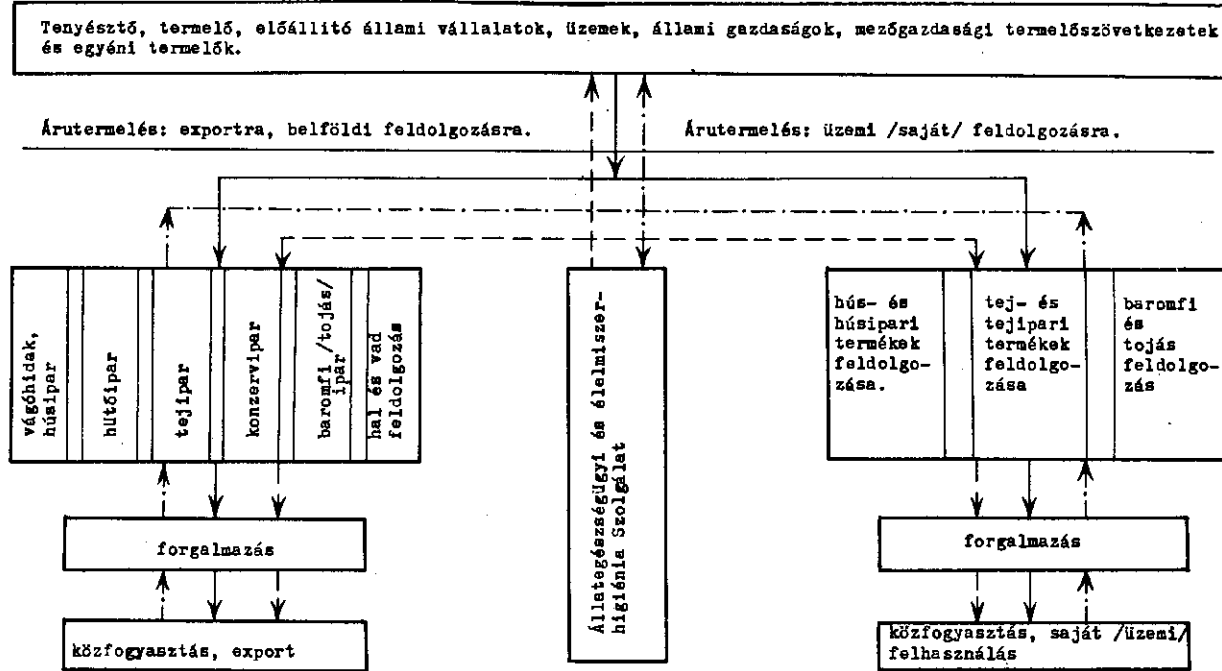 Tenyésztő, termelő, előállitó állami vállalatok, üzemek, állami gazdaságok, mezőgazdasági termelőszövetkezetek
és egyéni termelők.
Árutermelés: exportra, belföldi feldolgozásra.
Árutermelés: üzemi /saját/ feldolgozásra.
vágóhidak,
húsipar
hűtőipar
tejipar
konzervipar
baromfi/tojás/
ipar
hal és vad
feldolgozás
Állategészségügyi és élelmiszer-
higiénia Szolgálat
hús- és
húsipari
termékek
feldolgo-
zása.
tej- és
tejipari
termékek
feldolgo-
zása
baromfi
és
tojás
feldolgo-
zás
forgalmazás
forgalmazás
közfogyasztás, export
közfogyasztás, saját /üzemi/
felhasználás